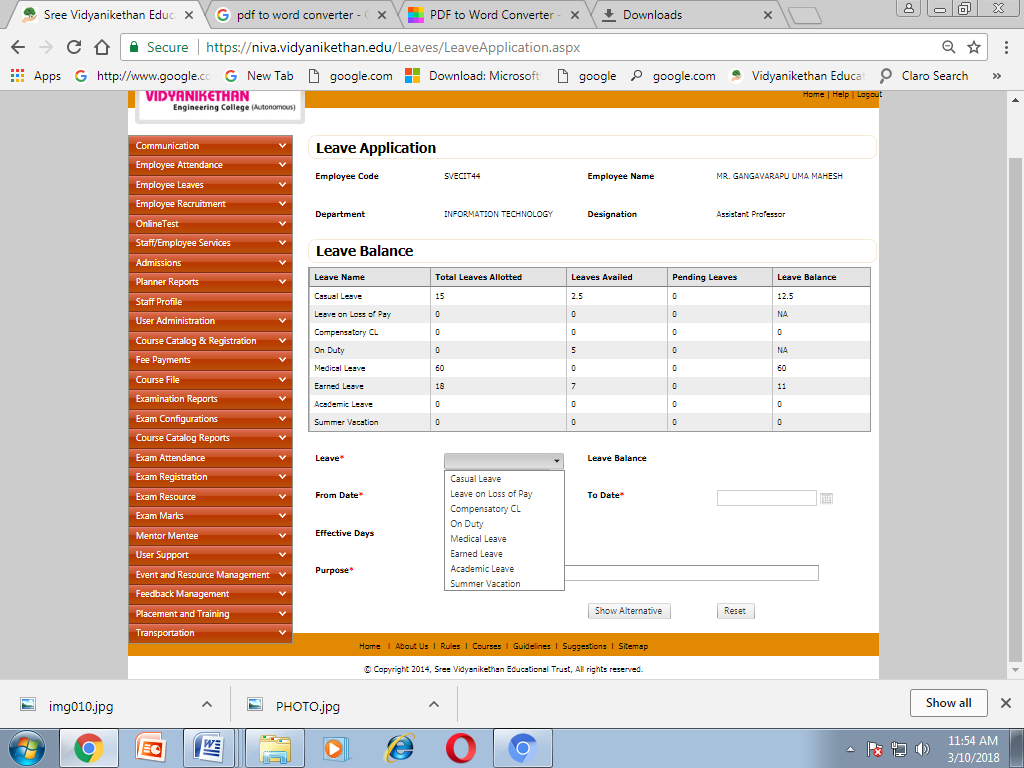 Sree Vidyanikethan Educ
pdf to word converter - G
PDF to Word Converter -
Downloads
Secure https://niva.vidyanikethan.edu/Leaves/LeaveApplication.aspx
Apps http://www.google.co New Tab google.com Download: Microsoft google google.com Vidyanikethan Educat Claro Search »
VIDYANIKETHAN
Engineering College (Autonomous)
Home | Help | Logout
Communication
Employee Attendance
Employee Leaves
Employee Recruitment
OnlineTest
Staff/Employee Services
Admissions
Planner Reports
Staff Profile
User Administration
Course Catalog & Registration
Fee Payments
Course File
Examination Reports
Exam Configurations
Course Catalog Reports
Exam Attendance
Exam Registration
Exam Resource
Exam Marks
Mentor Mentee
User Support
Event and Resource Management
Feedback Management
Placement and Training
Transportation
Leave Application
Employee Code SVECIT44 Employee Name MR. GANGAVARAPU UMA MAHESH
Department INFORMATION TECHNOLOGY Designation Assistant Professor
Leave Balance
Leave Name Total Leaves Allotted Leaves Availed Pending Leaves Leave Balance
Casual Leave 15 2.5 0 12.5
Leave on Loss of Pay 0 0 0 NA
Compensatory CL 0 0 0 0
On Duty 0 5 0 NA
Medical Leave 60 0 0 60
Earned Leave 18 7 0 11
Academic Leave 0 0 0 0
Summer Vacation 0 0 0 0
Leave* Leave Balance
Casual Leave
Leave on Loss of Pay
Compensatory CL
On Duty
Medical Leave
Earned Leave
Academic Leave
Summer Vacation
From Date* To Date*
Effective Days
Purpose*
Show Alternative Reset
Home | About Us | Rules | Courses | Guidelines | Suggestions | Sitemap
© Copyright 2014, Sree Vidyanikethan Educational Trust, All rights reserved.
img010.jpg PHOTO.jpg Show all
11:54 AM
3/10/2018